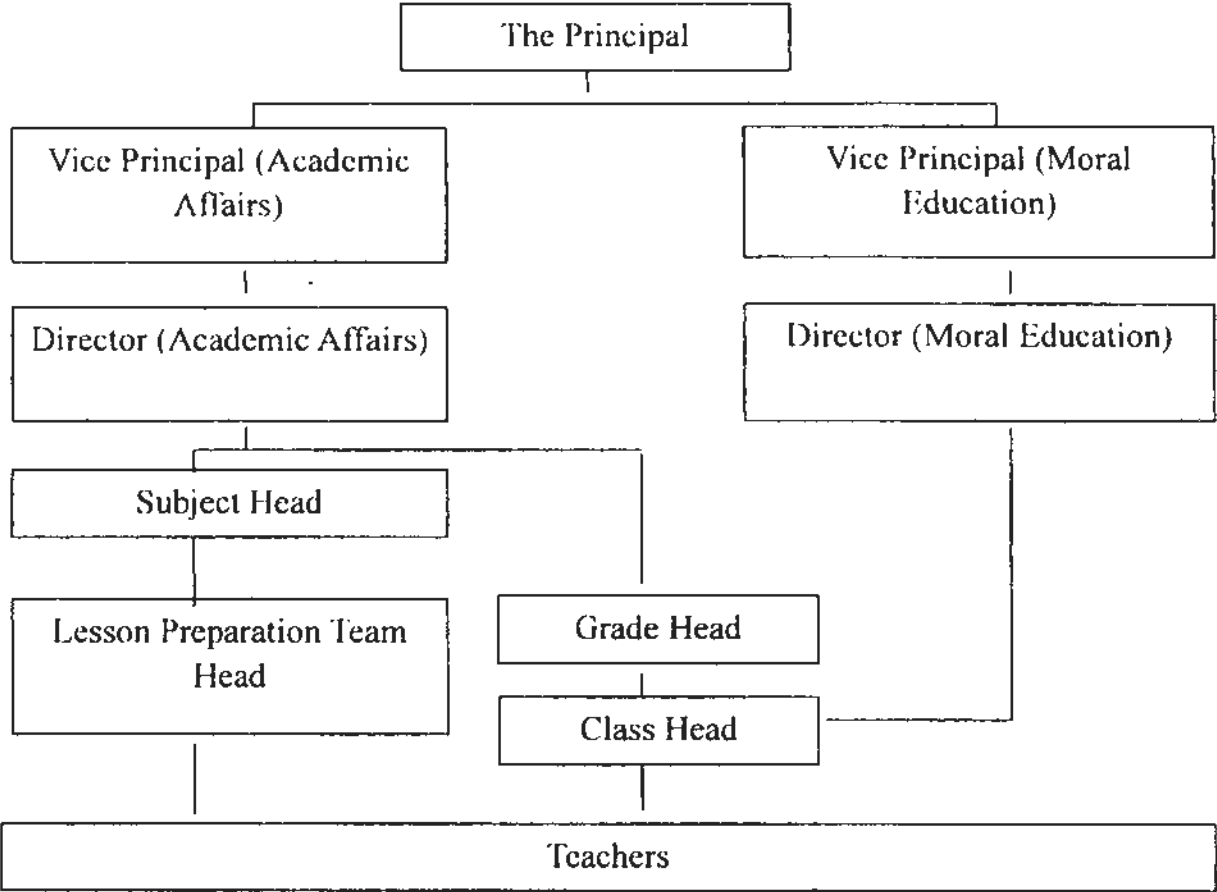 The Principal
Vice Principal (Academic
Affairs)
Vice Principal (Moral
Education)
Director (Academic Affairs)
Director (Moral Education)
Subject Head
Lesson Preparation Team
Head
Grade Head
Class Head
Teachers